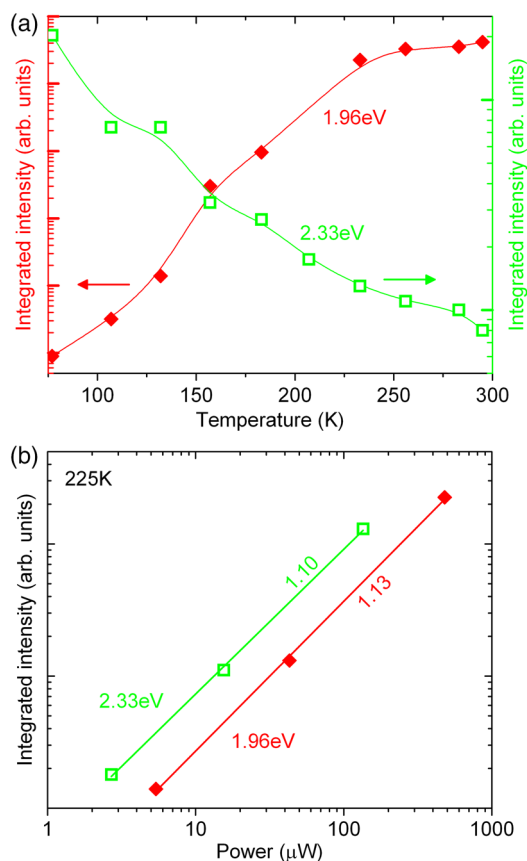 (a)
Integrated intensity (arb. units)
1.96eV
2.33eV
Integrated intensity (arb. units)
100 150 200 250 300
Temperature (K)
(b)
225K
Integrated intensity (arb. units)
1.10
1.13
2.33eV
1.96eV
1 10 100 1000
Power (μW)